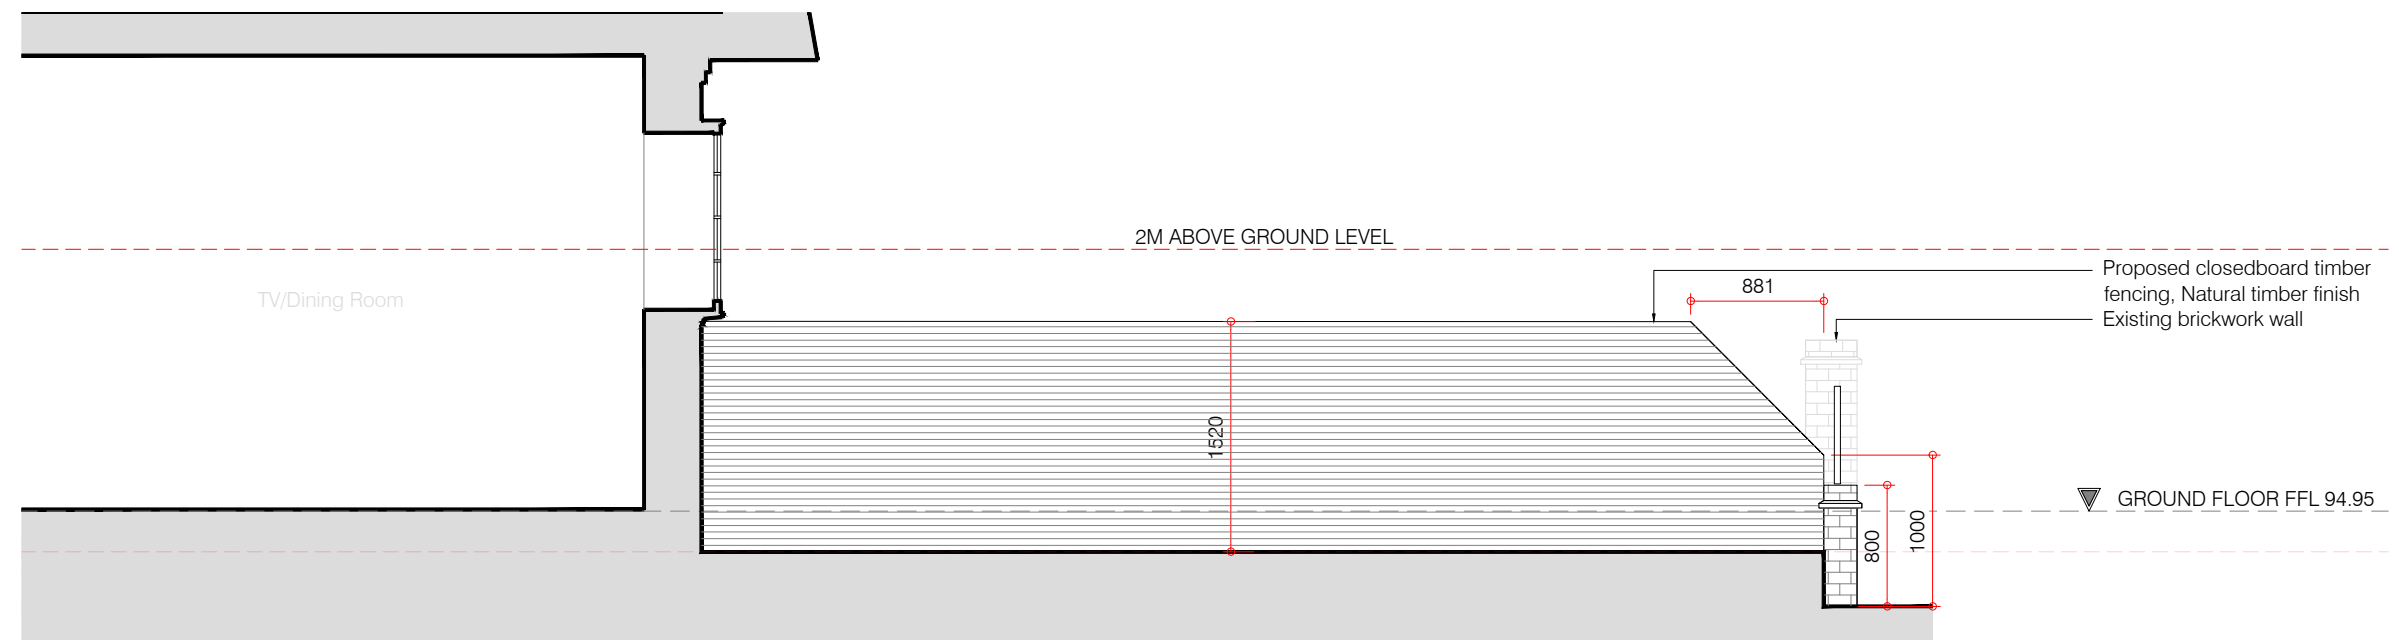 2M ABOVE GROUND LEVEL
Proposed closedboard timber
fencing, Natural timber finish
Existing brickwork wall
881
TV/Dining Room
1520
GROUND FLOOR FFL 94.95
800
1000